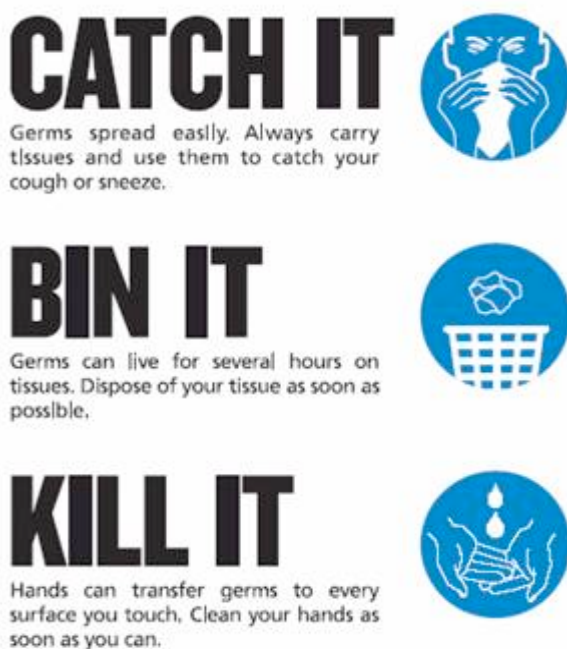 CATCH IT
Germs spread easily. Always carry
tissues and use them to catch your
cough or sneeze.
BIN IT
Germs can live for several hours on
tissues. Dispose of your tissue as soon as
possible.
KILL IT
Hands can transfer germs to every
surface you touch. Clean your hands as
soon as you can.